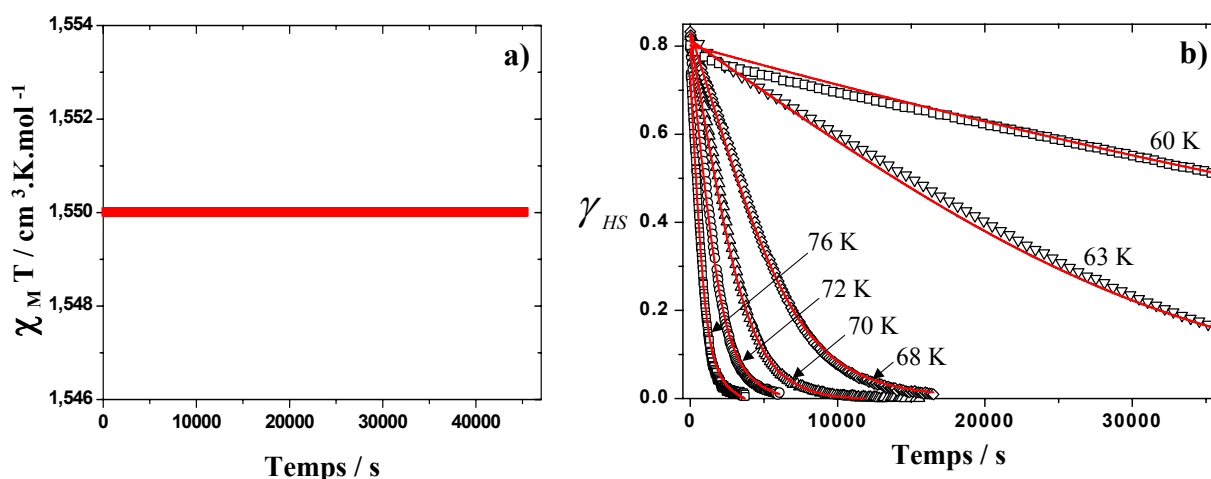 a)
1,554
1,552
1,550
1,548
1,546
χ M T / cm ³.K.mol ⁻¹
0 10000 20000 30000 40000
Temps / s
b)
0.8
0.6
0.4
0.2
0.0
γHS
60 K
63 K
76 K
72 K
70 K
68 K
0 10000 20000 30000
Temps / s